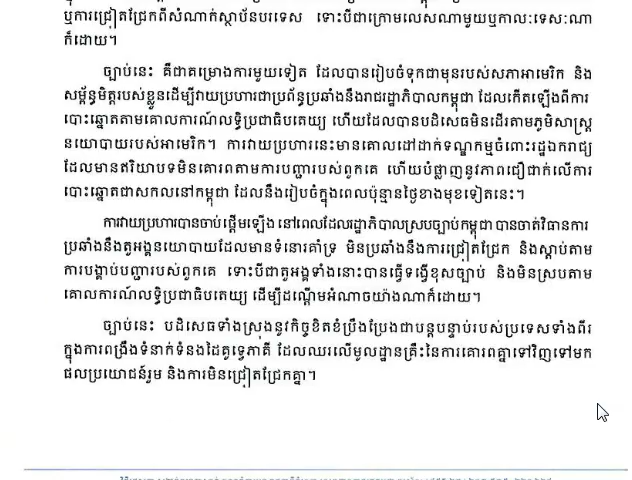 ឬការជ្រៀតជ្រែកពីសំណាក់ស្ថាប័នបរទេស ទោះបីជាក្រោមលេសណាមួយឬកាលៈទេសៈណា
ក៏ដោយ។
ច្បាប់នេះ គឺជាគម្រោងការមួយទៀត ដែលបានរៀបចំទុកជាមុនរបស់សភាអាមេរិក និង
សម្ព័ន្ធមិត្តរបស់ខ្លួនដើម្បីវាយប្រហារជាប្រព័ន្ធប្រឆាំងនឹងរាជរដ្ឋាភិបាលកម្ពុជា ដែលកើតឡើងពីការ
បោះឆ្នោតតាមគោលការណ៍លទ្ធិប្រជាធិបតេយ្យ ហើយដែលបានបដិសេធមិនដើរតាមភូមិសាស្ត្រ
នយោបាយរបស់អាមេរិក។ ការវាយប្រហារនេះមានគោលដៅដាក់ទណ្ឌកម្មចំពោះរដ្ឋឯករាជ្យ
ដែលមានឥរិយាបទមិនគោរពតាមការបញ្ជារបស់ពួកគេ ហើយបំផ្លាញនូវភាពជឿជាក់លើការ
បោះឆ្នោតជាសកលនៅកម្ពុជា ដែលនឹងរៀបចំក្នុងពេលប៉ុន្មានថ្ងៃខាងមុខទៀតនេះ។
ការវាយប្រហារបានចាប់ផ្តើមឡើង នៅពេលដែលរដ្ឋាភិបាលស្របច្បាប់កម្ពុជា បានចាត់វិធានការ
ប្រឆាំងនឹងតួអង្គនយោបាយដែលមានទំនោរគាំទ្រ មិនប្រឆាំងនឹងការជ្រៀតជ្រែក និងស្តាប់តាម
ការបង្គាប់បញ្ជារបស់ពួកគេ ទោះបីជាតួអង្គទាំងនោះបានធ្វើទង្វើខុសច្បាប់ និងមិនស្របតាម
គោលការណ៍លទ្ធិប្រជាធិបតេយ្យ ដើម្បីដណ្តើមអំណាចយ៉ាងណាក៏ដោយ។
ច្បាប់នេះ បដិសេធទាំងស្រុងនូវកិច្ចខិតខំប្រឹងប្រែងជាបន្តបន្ទាប់របស់ប្រទេសទាំងពីរ
ក្នុងការពង្រឹងទំនាក់ទំនងដៃគូទ្វេភាគី ដែលឈរលើមូលដ្ឋានគ្រឹះនៃការគោរពគ្នាទៅវិញទៅមក
ផលប្រយោជន៍រួម និងការមិនជ្រៀតជ្រែកគ្នា។